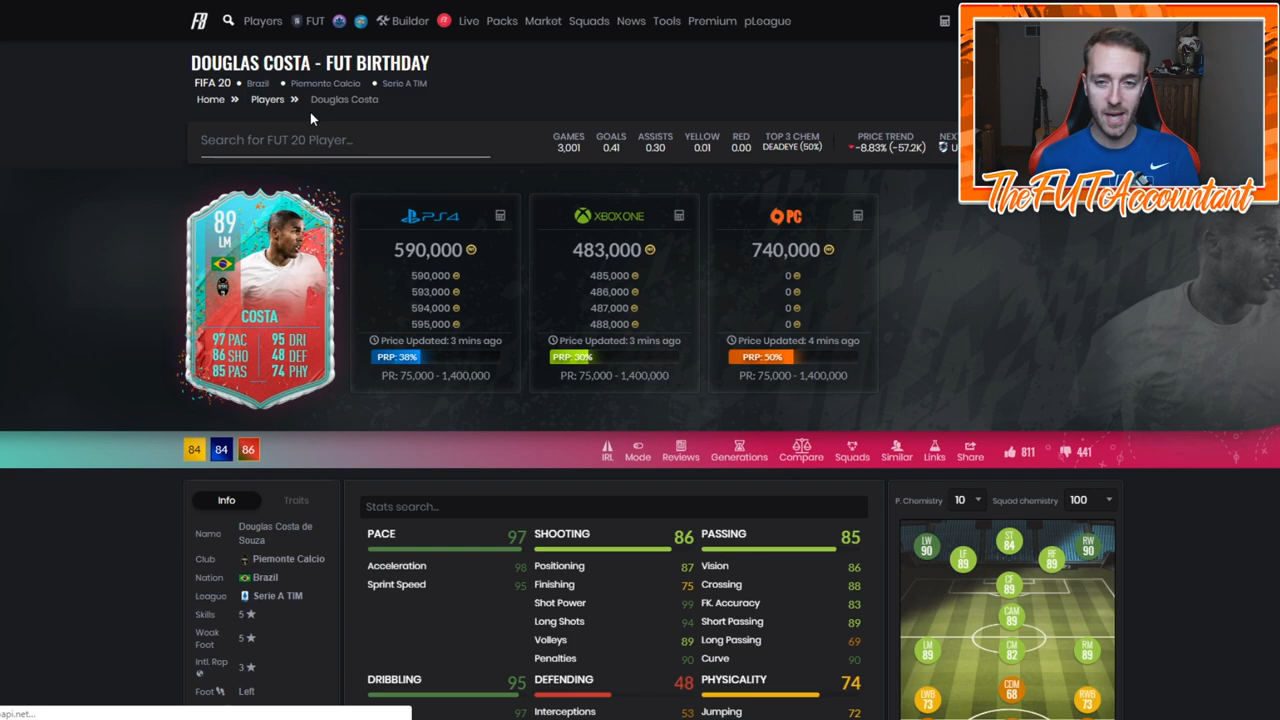 Players FUT Builder Live Packs Market Squads News Tools Premium pLeague
DOUGLAS COSTA - FUT BIRTHDAY
FIFA 20 Brazil Piemonte Calcio Serie A TIM
Home » Players » Douglas Costa
Search for FUT 20 Player...
GAMES GOALS ASSISTS YELLOW RED TOP 3 CHEM PRICE TREND
3,001 0.41 0.30 0.01 0.00 DEADEYE (50%) -8.83% (-57.2K)
TheFUTAccountant
89
LM
COSTA
97 PAC 95 DRI
86 SHO 48 DEF
85 PAS 74 PHY
PS4
590,000
590,000
593,000
594,000
595,000
Price Updated: 3 mins ago
PRP: 38%
PR: 75,000 - 1,400,000
XBOX ONE
483,000
485,000
486,000
487,000
488,000
Price Updated: 3 mins ago
PRP: 30%
PR: 75,000 - 1,400,000
PC
740,000
0
0
0
0
Price Updated: 4 mins ago
PRP: 50%
PR: 75,000 - 1,400,000
84 84 86
IRL Mode Reviews Generations Compare Squads Similar Links Share 811 441
Info Traits
Name Douglas Costa de Souza
Club Piemonte Calcio
Nation Brazil
League Serie A TIM
Skills 5
Weak Foot 5
Intl. Rep 3
Foot Left
Stats search...
PACE 97
Acceleration 98
Sprint Speed 95
SHOOTING 86
Positioning 87
Finishing 75
Shot Power 99
Long Shots 94
Volleys 89
Penalties 90
PASSING 85
Vision 86
Crossing 88
FK. Accuracy 83
Short Passing 89
Long Passing 69
Curve 90
DRIBBLING 95
97
DEFENDING 48
Interceptions 53
PHYSICALITY 74
Jumping 72
P. Chemistry 10 Squad chemistry 100
LW 90
ST 84
RW 90
LF 89
RF 89
CF 89
CAM 89
LM 89
CM 82
RM 89
LWB 73
CDM 68
RWB 73